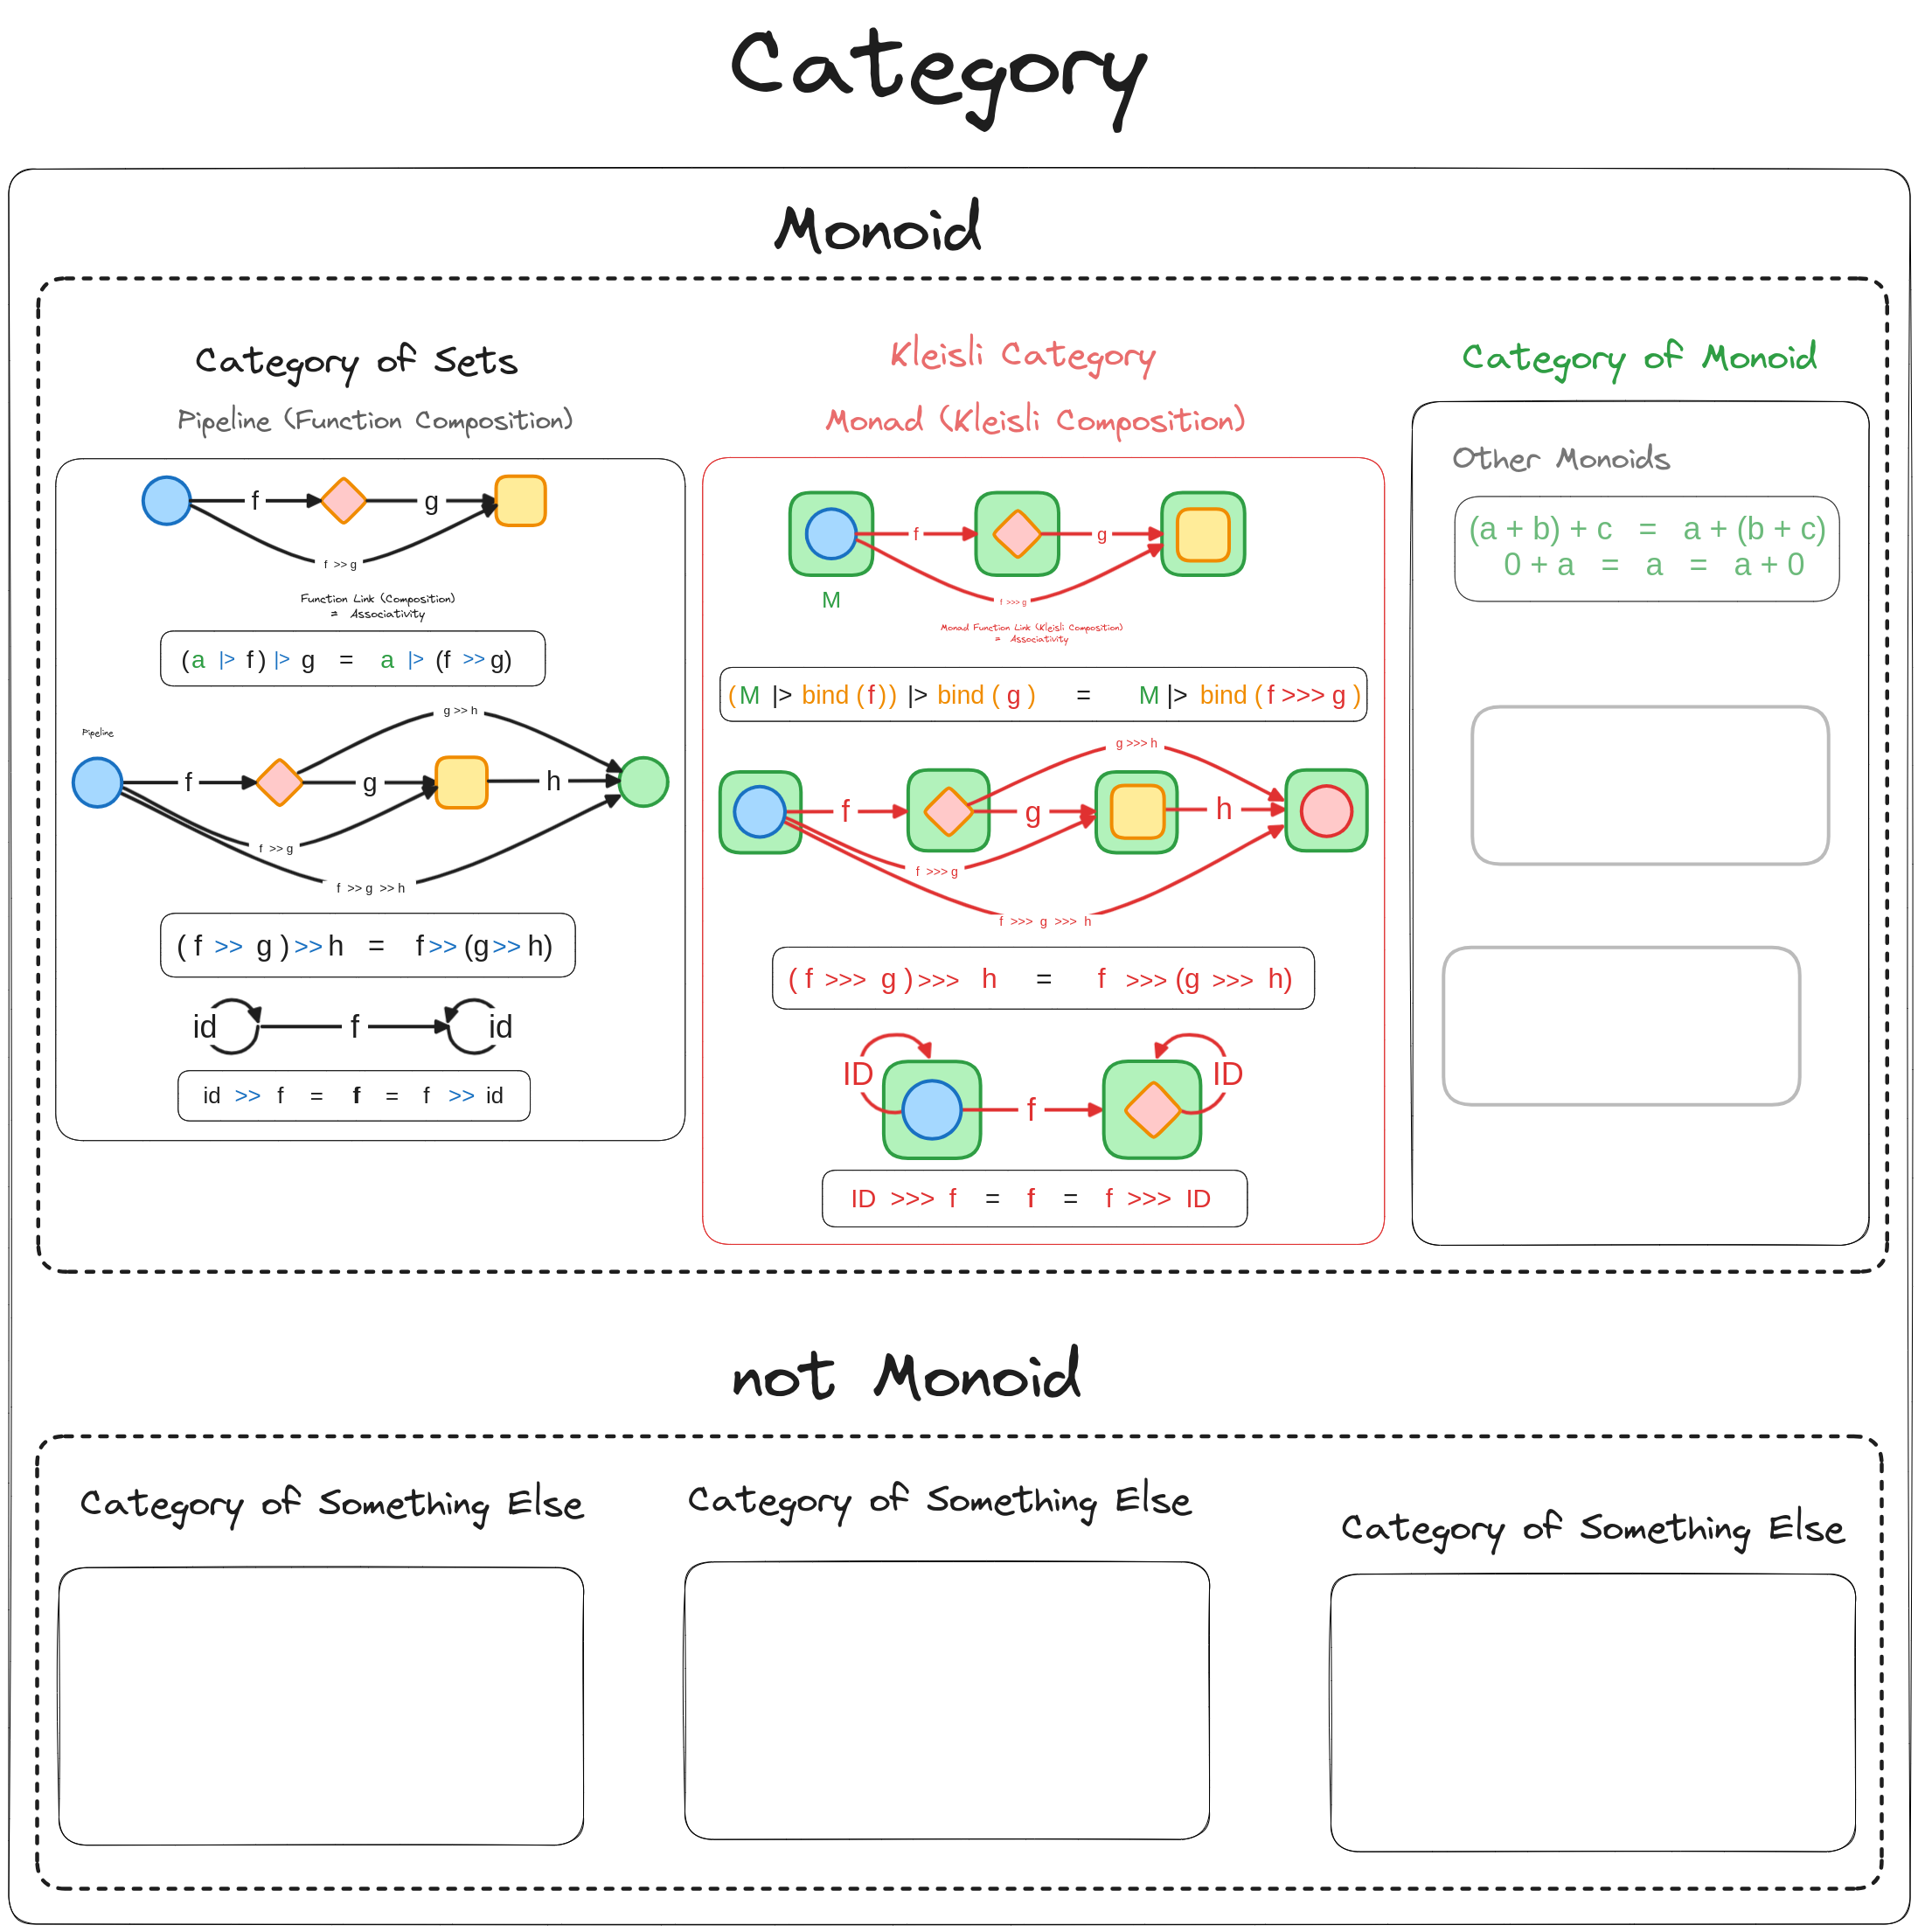 Category
Monoid
Category of Sets
Pipeline (Function Composition)
f
g
f >> g
Function Link (Composition)
= Associativity
(a |> f) |> g = a |> (f >> g)
g >> h
Pipeline
f
g
h
f >> g
f >> g >> h
( f >> g ) >> h = f >> (g >> h)
id
f
id
id >> f = f = f >> id
Kleisli Category
Monad (Kleisli Composition)
f
g
M
f >>> g
Monad Function Link (Kleisli Composition)
= Associativity
(M |> bind (f)) |> bind ( g ) = M |> bind ( f >>> g )
g >>> h
f
g
h
f >>> g
f >>> g >>> h
( f >>> g ) >>> h = f >>> (g >>> h)
ID
ID
f
ID >>> f = f = f >>> ID
Category of Monoid
Other Monoids
(a + b) + c = a + (b + c)
0 + a = a = a + 0
not Monoid
Category of Something Else
Category of Something Else
Category of Something Else